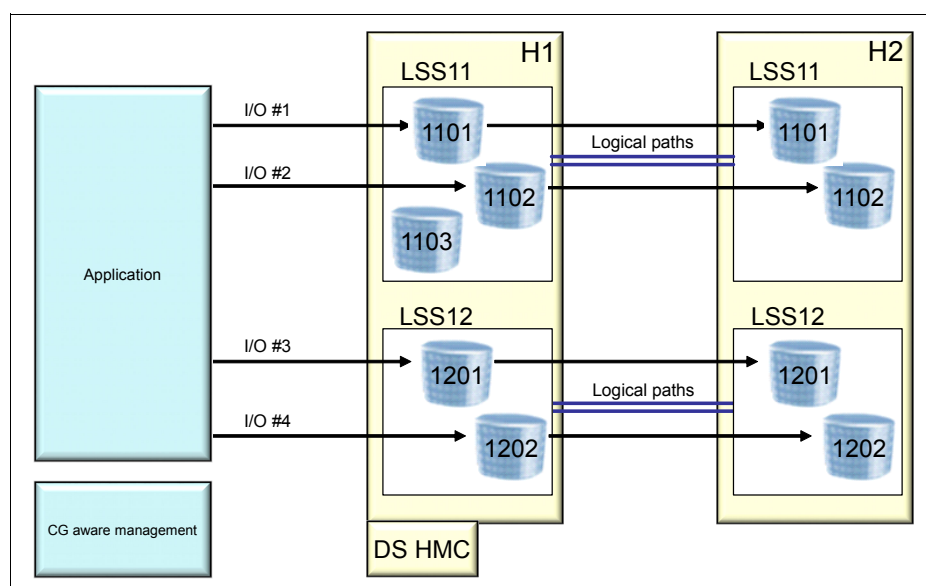 H1
H2
LSS11
LSS11
I/O #1
1101
1101
Logical paths
I/O #2
1102
1102
1103
Application
LSS12
LSS12
I/O #3
1201
1201
Logical paths
I/O #4
1202
1202
CG aware management
DS HMC